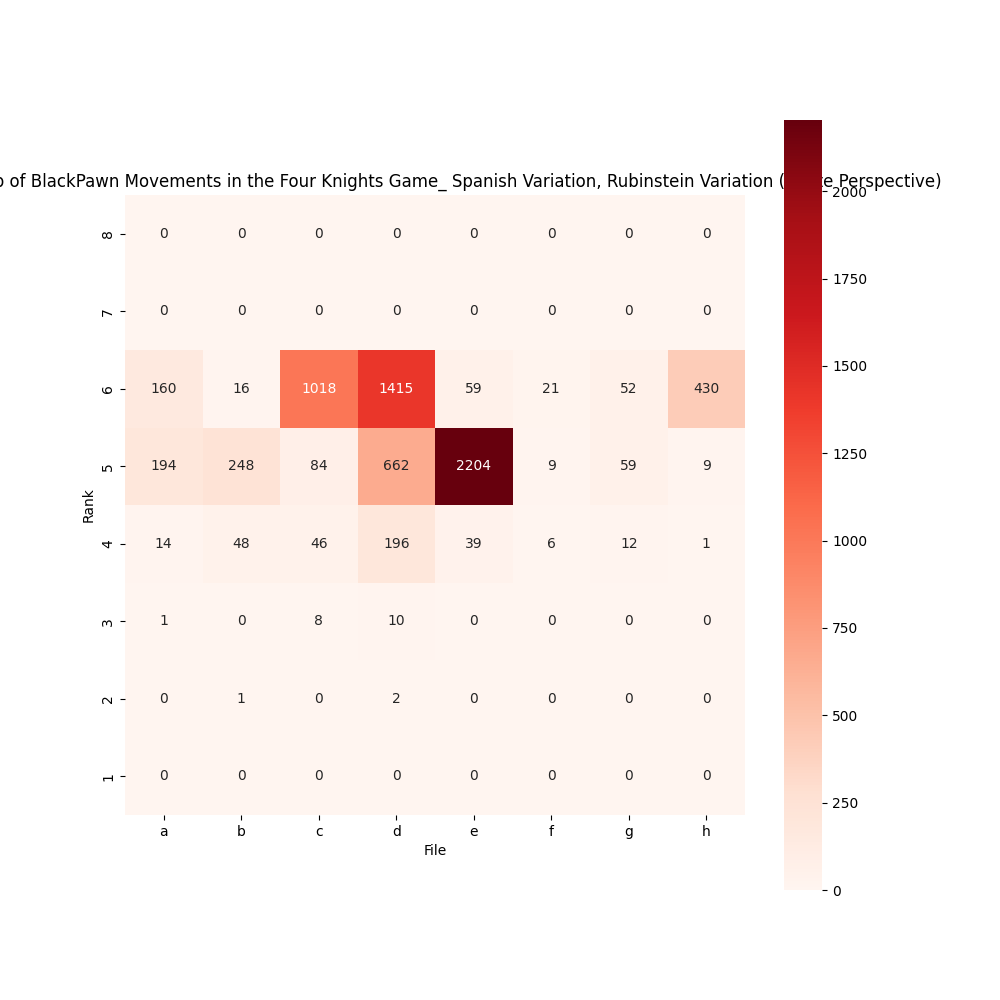 of BlackPawn Movements in the Four Knights Game_ Spanish Variation, Rubinstein Variation ( Perspective)
2000
8 0 0 0 0 0 0 0 0
1750
7 0 0 0 0 0 0 0 0
1500
6 160 16 1018 1415 59 21 52 430
1250
5 194 248 84 662 2204 9 59 9
Rank
1000
4 14 48 46 196 39 6 12 1
750
3 1 0 8 10 0 0 0 0
500
2 0 1 0 2 0 0 0 0
250
1 0 0 0 0 0 0 0 0
a b c d e f g h
File
0